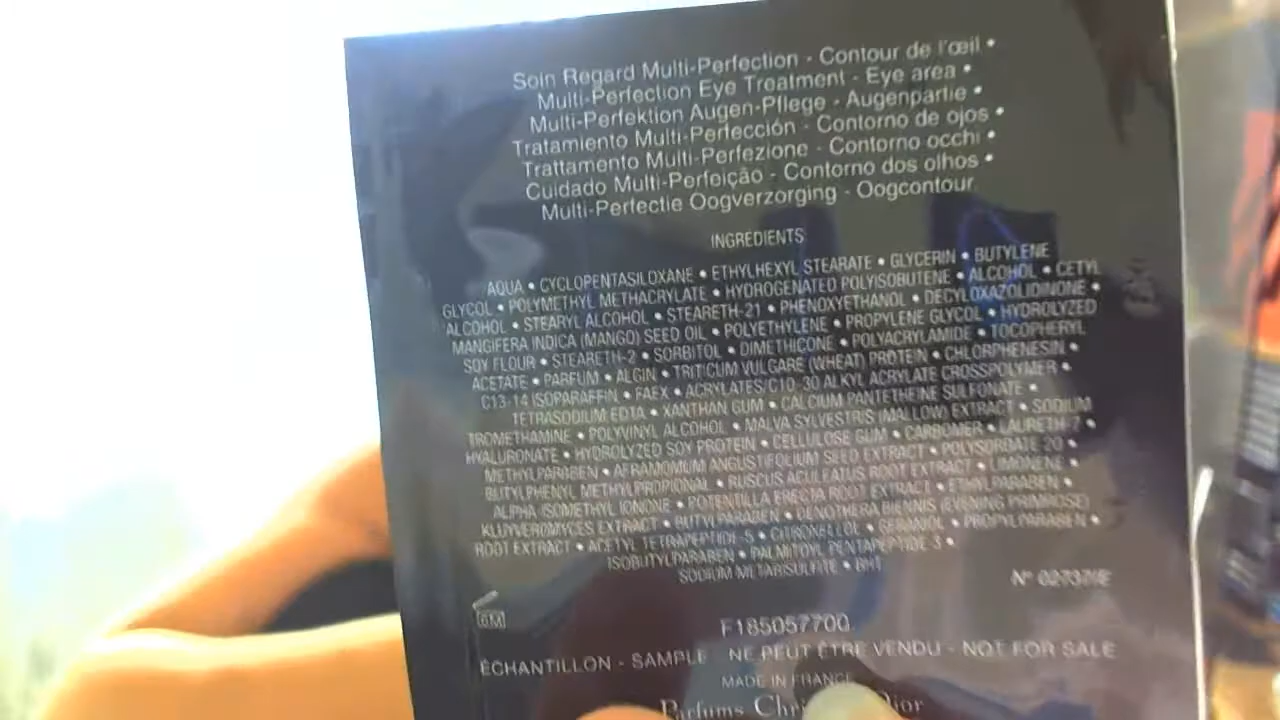 Soin Regard Multi-Perfection - Contour de l'œil •
Multi-Perfection Eye Treatment - Eye area •
Multi-Perfektion Augen-Pflege - Augenpartie •
Tratamiento Multi-Perfección - Contorno de ojos •
Trattamento Multi-Perfezione - Contorno occhi •
Cuidado Multi-Perfeição - Contorno dos olhos •
Multi-Perfectie Oogverzorging - Oogcontour
INGREDIENTS
AQUA • CYCLOPENTASILOXANE • ETHYLHEXYL STEARATE • GLYCERIN • BUTYLENE
GLYCOL • POLYMETHYL METHACRYLATE • HYDROGENATED POLYISOBUTENE • ALCOHOL • CETYL
ALCOHOL • STEARYL ALCOHOL • STEARETH-21 • PHENOXYETHANOL • DECYLOXAZOLIDINONE •
MANGIFERA INDICA (MANGO) SEED OIL • POLYETHYLENE • PROPYLENE GLYCOL • HYDROLYZED
SOY FLOUR • STEARETH-2 • SORBITOL • DIMETHICONE • POLYACRYLAMIDE • TOCOPHERYL
ACETATE • PARFUM • ALGIN • TRITICUM VULGARE (WHEAT) PROTEIN • CHLORPHENESIN •
C13-14 ISOPARAFFIN • FAEX • ACRYLATES/C10-30 ALKYL ACRYLATE CROSSPOLYMER •
TETRASODIUM EDTA • XANTHAN GUM • CALCIUM PANTETHEINE SULFONATE •
TROMETHAMINE • POLYVINYL ALCOHOL • MALVA SYLVESTRIS (MALLOW) EXTRACT • SODIUM
HYALURONATE • HYDROLYZED SOY PROTEIN • CELLULOSE GUM • CARBOMER • LAURETH-7 •
METHYLPARABEN • AFRAMOMUM ANGUSTIFOLIUM SEED EXTRACT • POLYSORBATE 20 •
BUTYLPHENYL METHYLPROPIONAL • RUSCUS ACULEATUS ROOT EXTRACT • LIMONENE •
ALPHA ISOMETHYL IONONE • POTENTILLA ERECTA ROOT EXTRACT • ETHYLPARABEN •
KLUYVEROMYCES EXTRACT • BUTYLPARABEN • OENOTHERA BIENNIS (EVENING PRIMROSE)
ROOT EXTRACT • ACETYL TETRAPEPTIDE-5 • CITRONELLOL • GERANIOL • PROPYLPARABEN •
ISOBUTYLPARABEN • PALMITOYL PENTAPEPTIDE-3 •
SODIUM METABISULFITE • BHT
N°
6M
F185057700
ÉCHANTILLON - SAMPLE NE PEUT ÊTRE VENDU - NOT FOR SALE
MADE IN FRANCE
Parfums